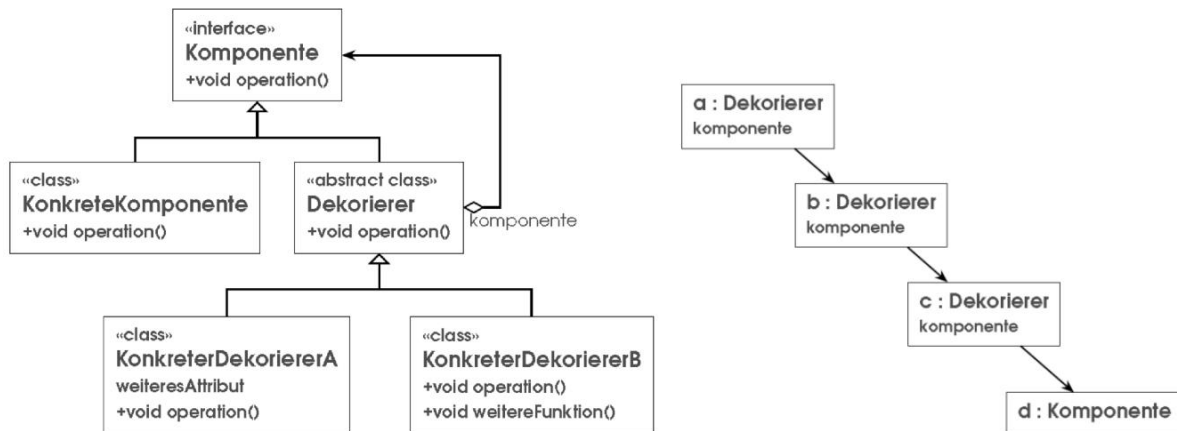 «interface»
Komponente
+void operation()
«class»
KonkreteKomponente
+void operation()
«abstract class»
Dekorierer
+void operation()
komponente
«class»
KonkreterDekoriererA
weiteresAttribut
+void operation()
«class»
KonkreterDekoriererB
+void operation()
+void weitereFunktion()
a : Dekorierer
komponente
b : Dekorierer
komponente
c : Dekorierer
komponente
d : Komponente